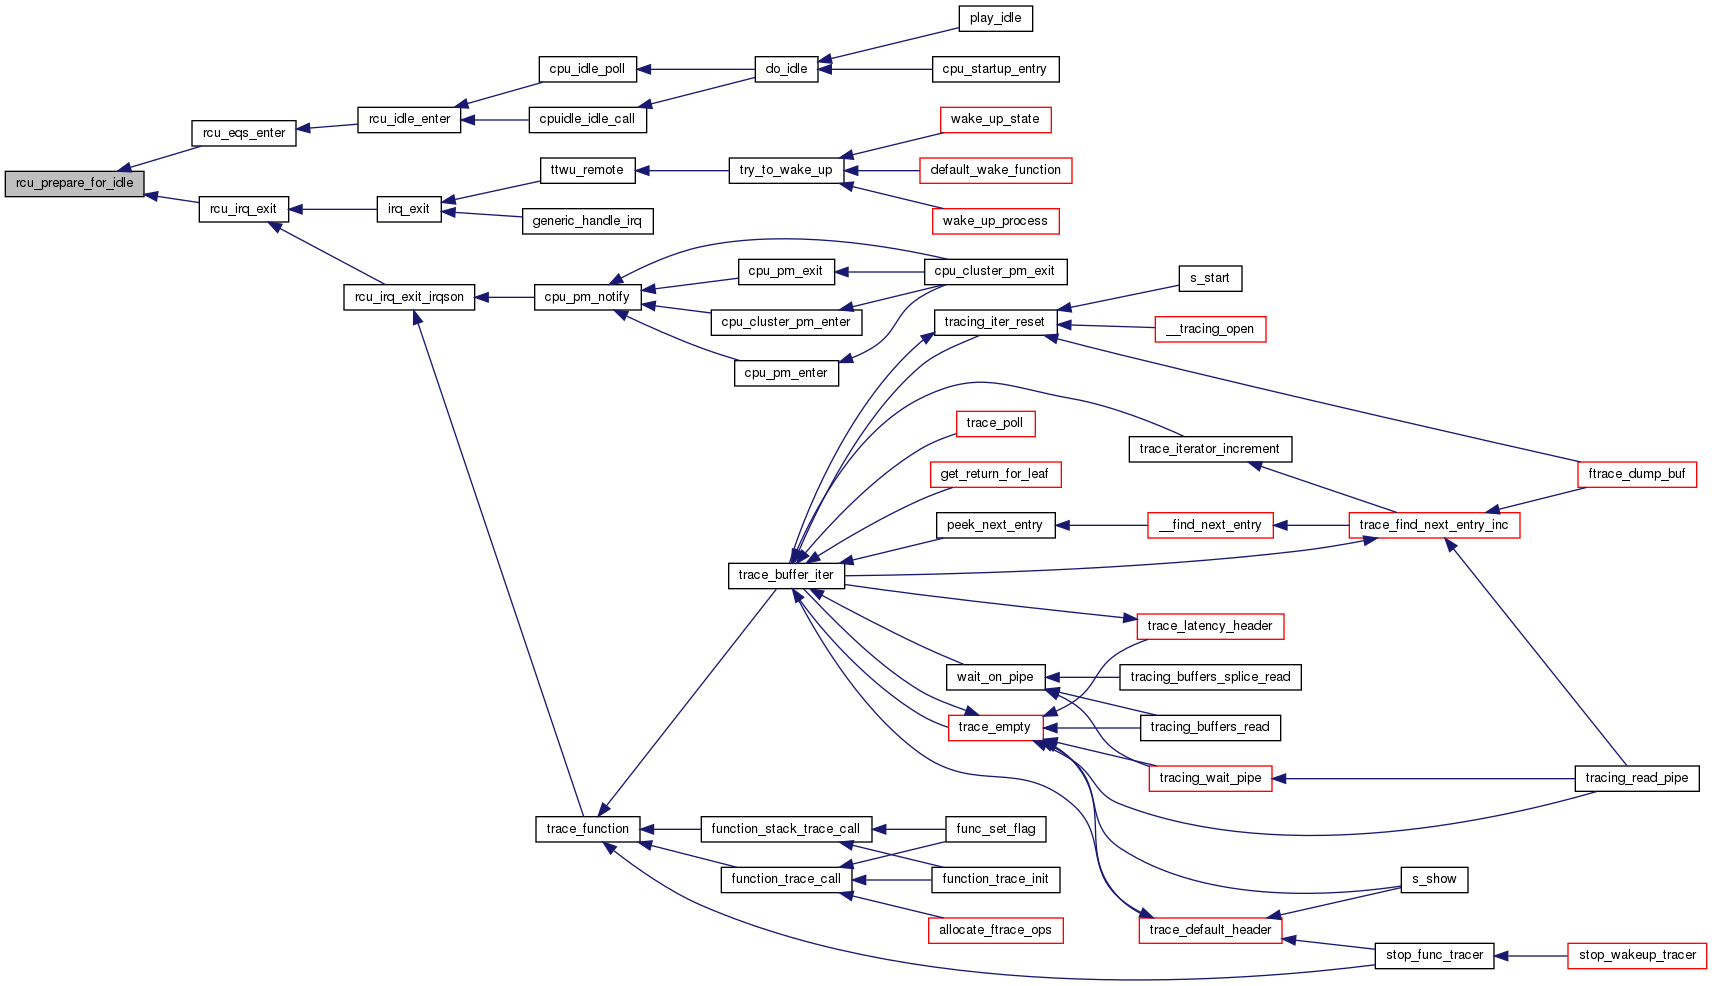 play_idle
cpu_idle_poll
do_idle
cpu_startup_entry
rcu_idle_enter
cpuidle_idle_call
wake_up_state
rcu_eqs_enter
ttwu_remote
try_to_wake_up
default_wake_function
rcu_prepare_for_idle
rcu_irq_exit
irq_exit
generic_handle_irq
wake_up_process
cpu_pm_exit
cpu_cluster_pm_exit
s_start
rcu_irq_exit_irqson
cpu_pm_notify
cpu_cluster_pm_enter
tracing_iter_reset
__tracing_open
cpu_pm_enter
trace_poll
trace_iterator_increment
get_return_for_leaf
ftrace_dump_buf
peek_next_entry
__find_next_entry
trace_find_next_entry_inc
trace_buffer_iter
trace_latency_header
wait_on_pipe
tracing_buffers_splice_read
trace_empty
tracing_buffers_read
tracing_wait_pipe
tracing_read_pipe
trace_function
function_stack_trace_call
func_set_flag
function_trace_call
function_trace_init
s_show
allocate_ftrace_ops
trace_default_header
stop_func_tracer
stop_wakeup_tracer